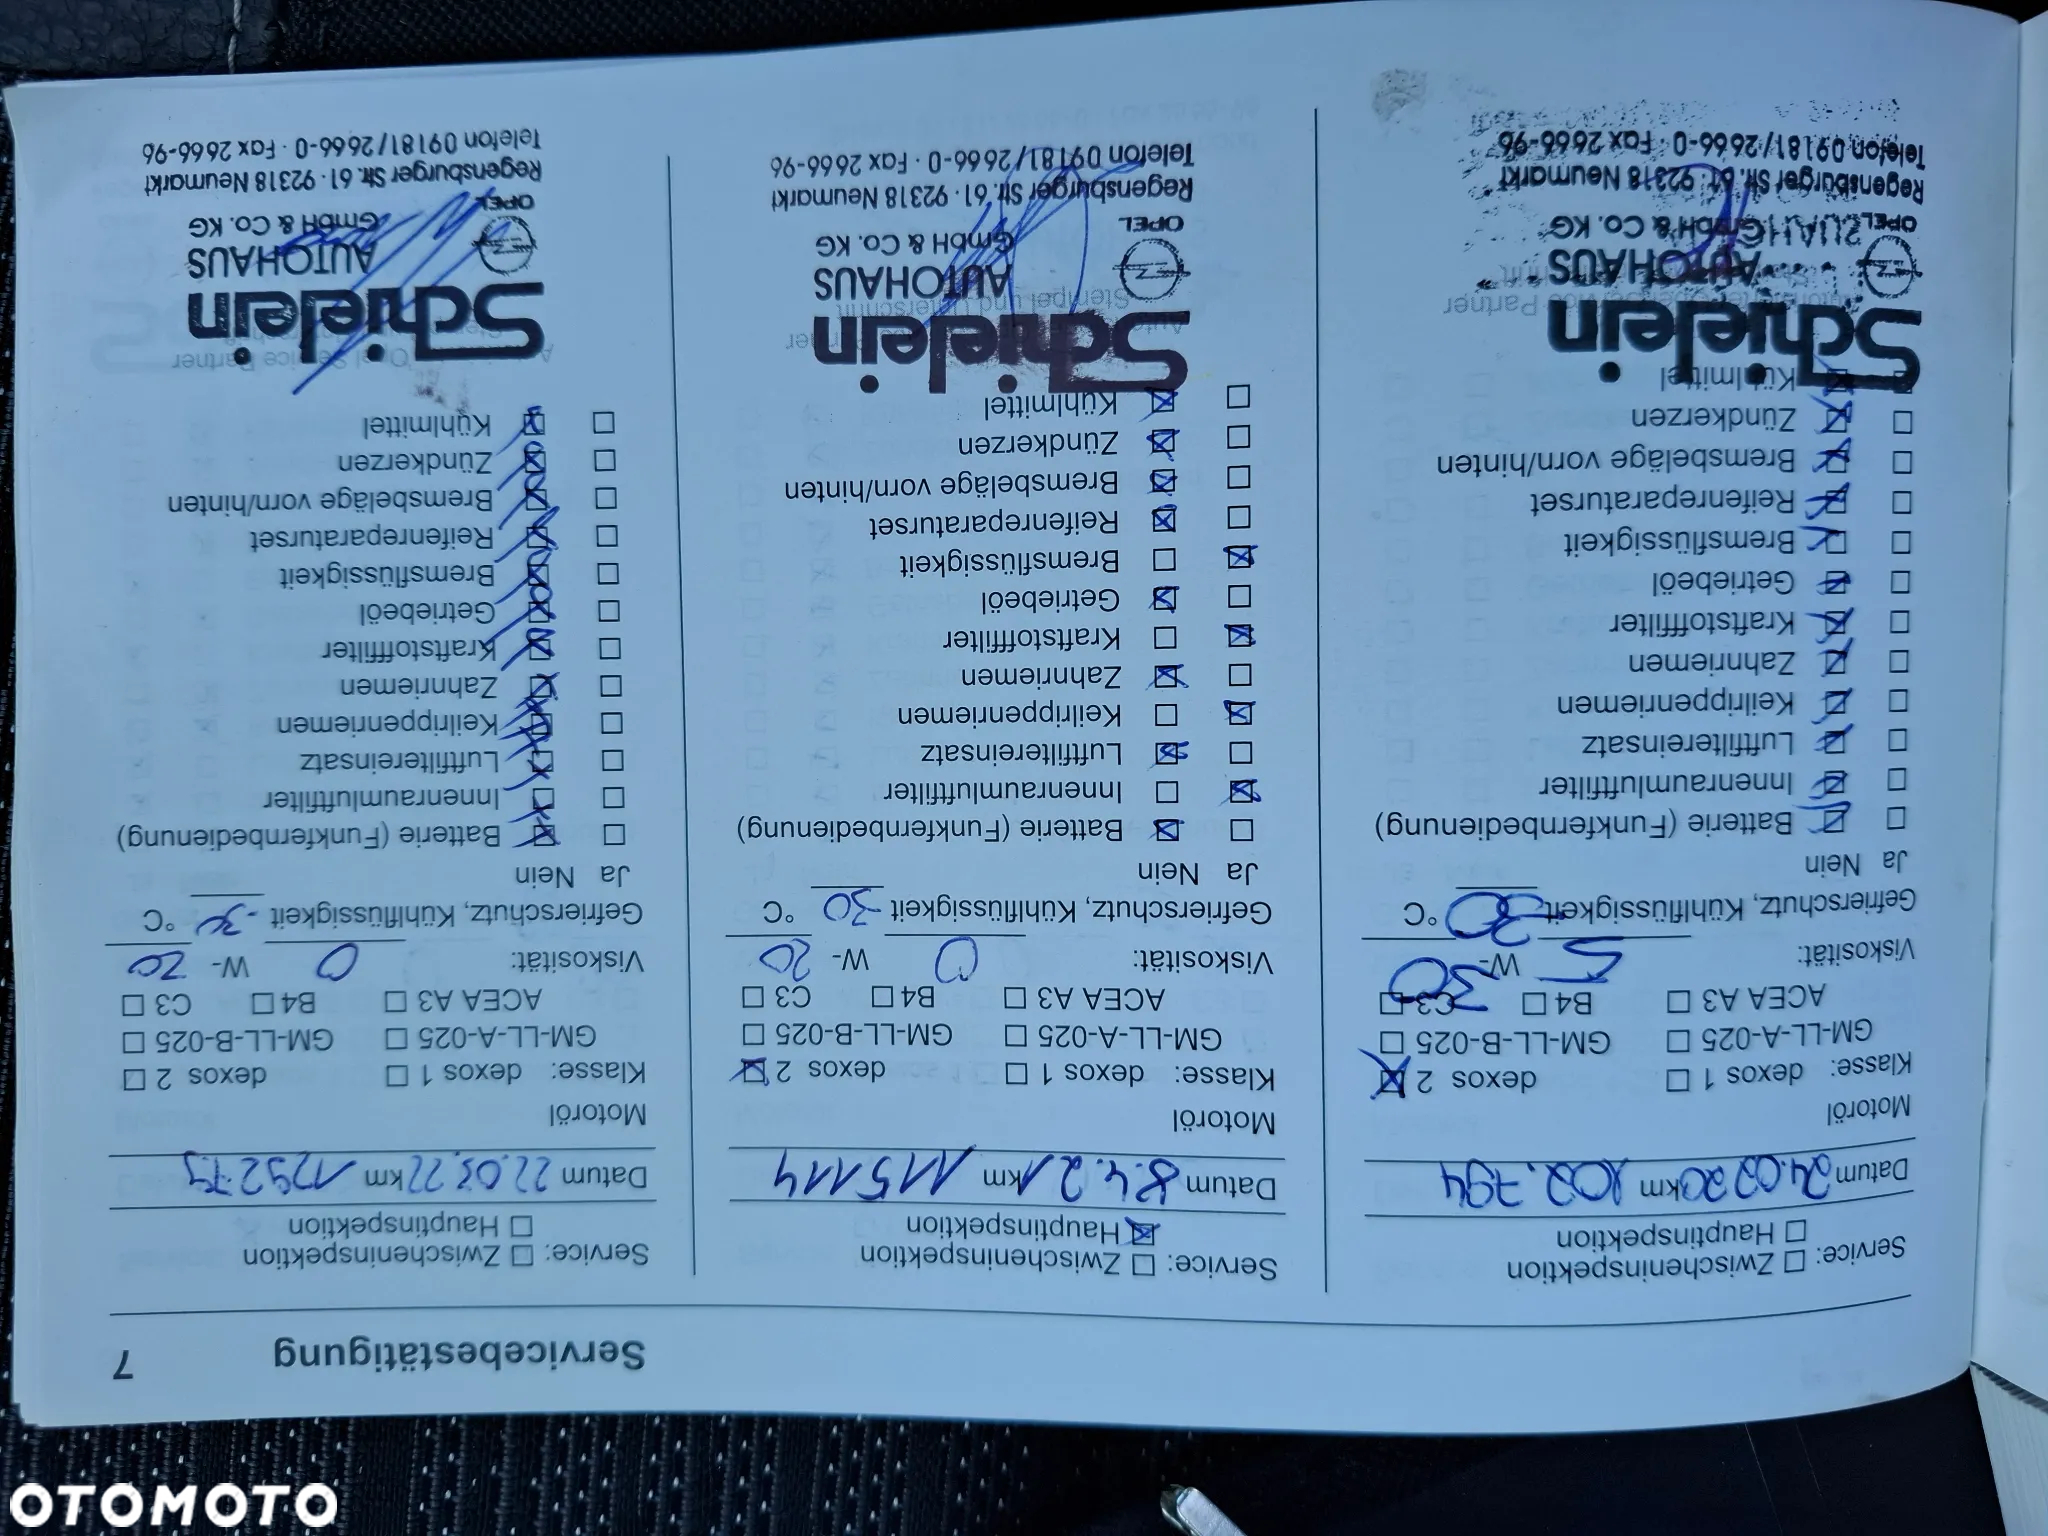 Servicebestätigung 7
Service: Zwischeninspektion
Hauptinspektion
Datum 24.0720 km 102.794
Motoröl
Klasse: dexos 1 dexos 2
GM-LL-A-025 GM-LL-B-025
ACEA A3 B4 C3
Viskosität: 5 W- 30
Gefrierschutz, Kühlflüssigkeit -30 °C
Ja Nein
Batterie (Funkfernbedienung)
Innenraumluftfilter
Luftfiltereinsatz
Keilrippenriemen
Zahnriemen
Kraftstofffilter
Getriebeöl
Bremsflüssigkeit
Reifenreparaturset
Bremsbeläge vorn/hinten
Zündkerzen
Kühlmittel
Schielein
AUTOHAUS
GmbH & Co. KG
OPEL
Regensburger Str. 61 · 92318 Neumarkt
Telefon 09181/2666-0 · Fax 2666-96
Service: Zwischeninspektion
Hauptinspektion
Datum 8.4.21 km 115114
Motoröl
Klasse: dexos 1 dexos 2
GM-LL-A-025 GM-LL-B-025
ACEA A3 B4 C3
Viskosität: 0 W- 20
Gefrierschutz, Kühlflüssigkeit -30 °C
Ja Nein
Batterie (Funkfernbedienung)
Innenraumluftfilter
Luftfiltereinsatz
Keilrippenriemen
Zahnriemen
Kraftstofffilter
Getriebeöl
Bremsflüssigkeit
Reifenreparaturset
Bremsbeläge vorn/hinten
Zündkerzen
Kühlmittel
Schielein
Stempel und Unterschrift
AUTOHAUS
GmbH & Co. KG
OPEL
Regensburger Str. 61 · 92318 Neumarkt
Telefon 09181/2666-0 · Fax 2666-96
Service: Zwischeninspektion
Hauptinspektion
Datum km 129279
Motoröl
Klasse: dexos 1 dexos 2
GM-LL-A-025 GM-LL-B-025
ACEA A3 B4 C3
Viskosität: 0 W- 20
Gefrierschutz, Kühlflüssigkeit -30 °C
Ja Nein
Batterie (Funkfernbedienung)
Innenraumluftfilter
Luftfiltereinsatz
Keilrippenriemen
Zahnriemen
Kraftstofffilter
Getriebeöl
Bremsflüssigkeit
Reifenreparaturset
Bremsbeläge vorn/hinten
Zündkerzen
Kühlmittel
Opel Service Partner
Schielein
AUTOHAUS
GmbH & Co. KG
OPEL
Regensburger Str. 61 · 92318 Neumarkt
Telefon 09181/2666-0 · Fax 2666-96
OTOMOTO